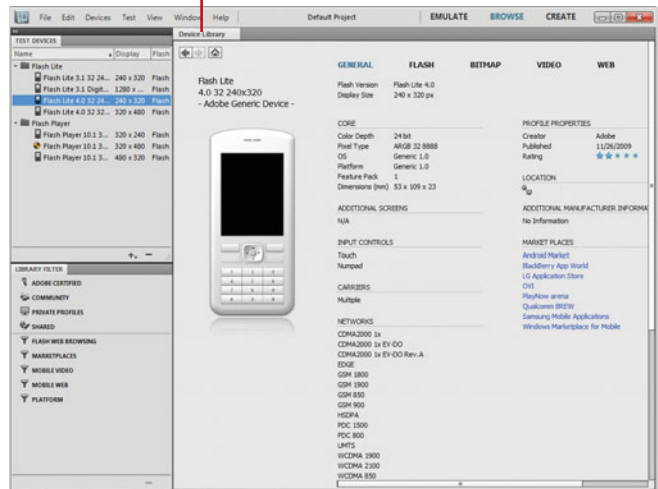 File Edit Devices Test View Window Help Default Project EMULATE BROWSE CREATE
TEST DEVICES
Name Display Flash
Flash Lite
Flash Lite 3.1 32 24... 240 x 320 Flash
Flash Lite 3.1 Digit... 1280 x ... Flash
Flash Lite 4.0 32 24... 240 x 320 Flash
Flash Lite 4.0 32 32... 320 x 480 Flash
Flash Player
Flash Player 10.1 3... 320 x 240 Flash
Flash Player 10.1 3... 320 x 480 Flash
Flash Player 10.1 3... 480 x 320 Flash
LIBRARY FILTER
ADOBE CERTIFIED
COMMUNITY
PRIVATE PROFILES
SHARED
FLASH WEB BROWSING
MARKETPLACES
MOBILE VIDEO
MOBILE WEB
PLATFORM
Device Library
Flash Lite
4.0 32 240x320
- Adobe Generic Device -
GENERAL FLASH BITMAP VIDEO WEB
Flash Version Flash Lite 4.0
Display Size 240 x 320 px
CORE
Color Depth 24 bit
Pixel Type ARGB 32 8888
OS Generic 1.0
Platform Generic 1.0
Feature Pack 1
Dimensions (mm) 53 x 109 x 23
ADDITIONAL SCREENS
N/A
INPUT CONTROLS
Touch
Numpad
CARRIERS
Multiple
NETWORKS
CDMA2000 1x
CDMA2000 1x EV-DO
CDMA2000 1x EV-DO Rev.A
EDGE
GSM 1800
GSM 1900
GSM 850
GSM 900
HSDPA
PDC 1500
PDC 800
UMTS
WCDMA 1900
WCDMA 2100
WCDMA 850
PROFILE PROPERTIES
Creator Adobe
Published 11/26/2009
Rating
LOCATION
ADDITIONAL MANUFACTURER INFORMA
No Information
MARKET PLACES
Android Market
BlackBerry App World
LG Application Store
OVI
PlayNow arena
Qualcomm BREW
Samsung Mobile Applications
Windows Marketplace for Mobile